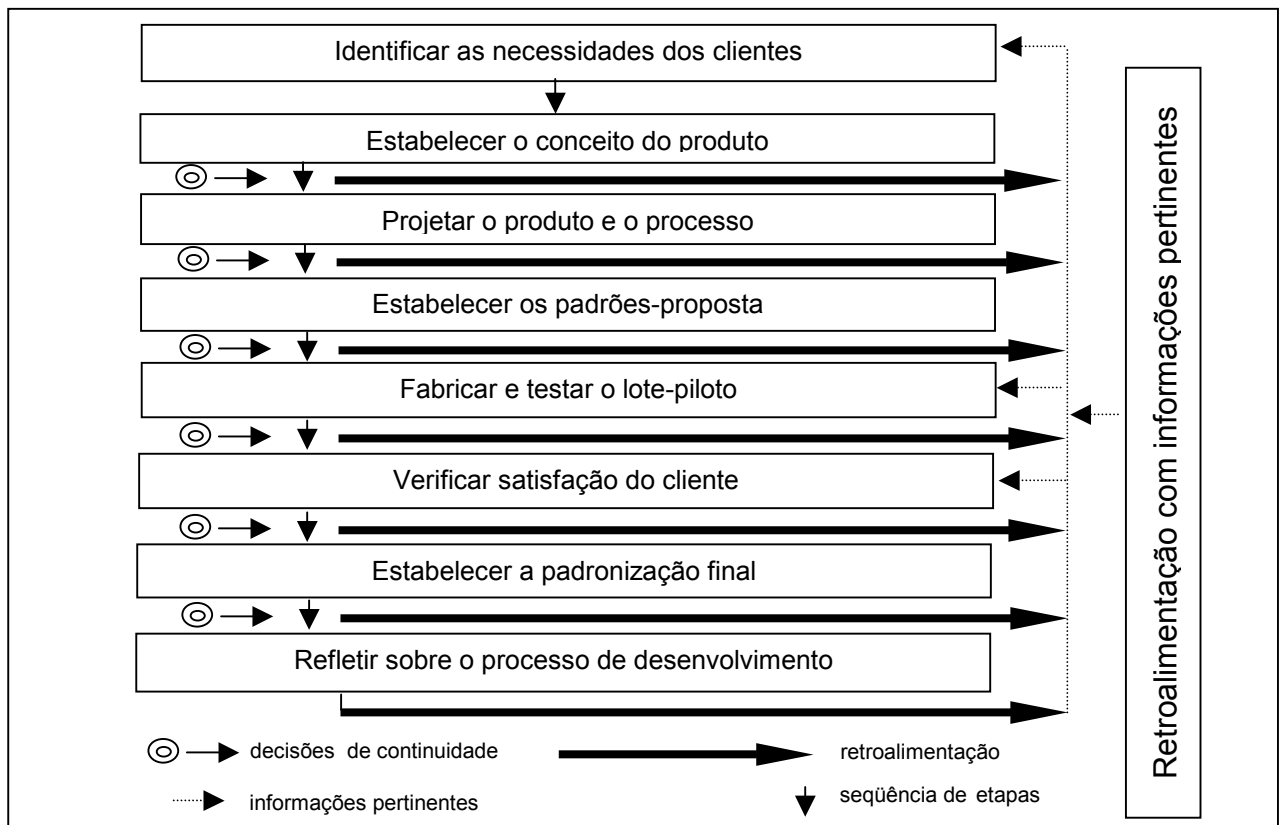 Identificar as necessidades dos clientes
Estabelecer o conceito do produto
Projetar o produto e o processo
Estabelecer os padrões-proposta
Fabricar e testar o lote-piloto
Verificar satisfação do cliente
Estabelecer a padronização final
Refletir sobre o processo de desenvolvimento
Retroalimentação com informações pertinentes
decisões de continuidade
retroalimentação
informações pertinentes
seqüência de etapas